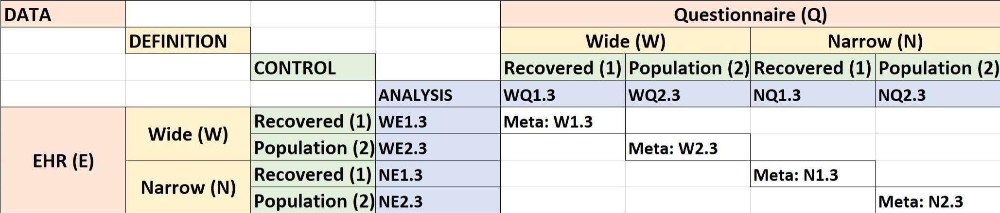 DATA Questionnaire (Q)
DEFINITION Wide (W) Narrow (N)
CONTROL Recovered (1) Population (2) Recovered (1) Population (2)
ANALYSIS WQ1.3 WQ2.3 NQ1.3 NQ2.3
EHR (E) Wide (W) Recovered (1) WE1.3 Meta: W1.3
Population (2) WE2.3 Meta: W2.3
Narrow (N) Recovered (1) NE1.3 Meta: N1.3
Population (2) NE2.3 Meta: N2.3